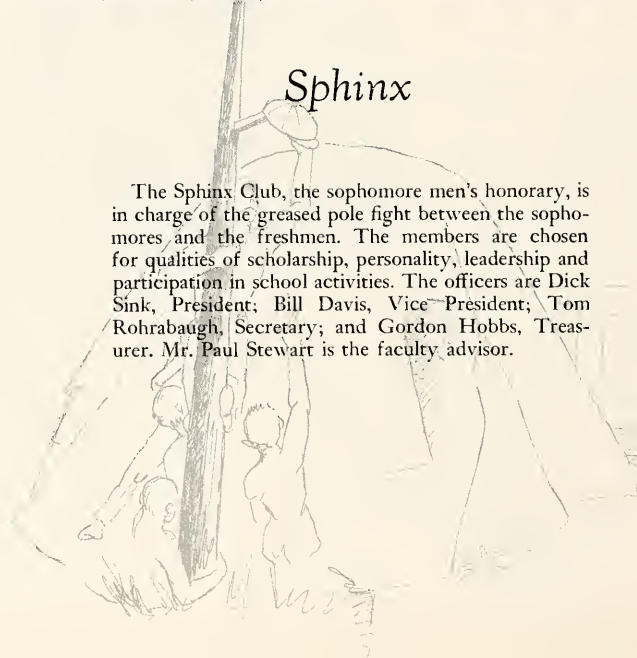 Sphinx
The Sphinx Club, the sophomore men's honorary, is
in charge of the greased pole fight between the sopho-
mores and the freshmen. The members are chosen
for qualities of scholarship, personality, leadership and
participation in school activities. The officers are Dick
Sink, President; Bill Davis, Vice President; Tom
Rohrabaugh, Secretary; and Gordon Hobbs, Treas-
urer. Mr. Paul Stewart is the faculty advisor.